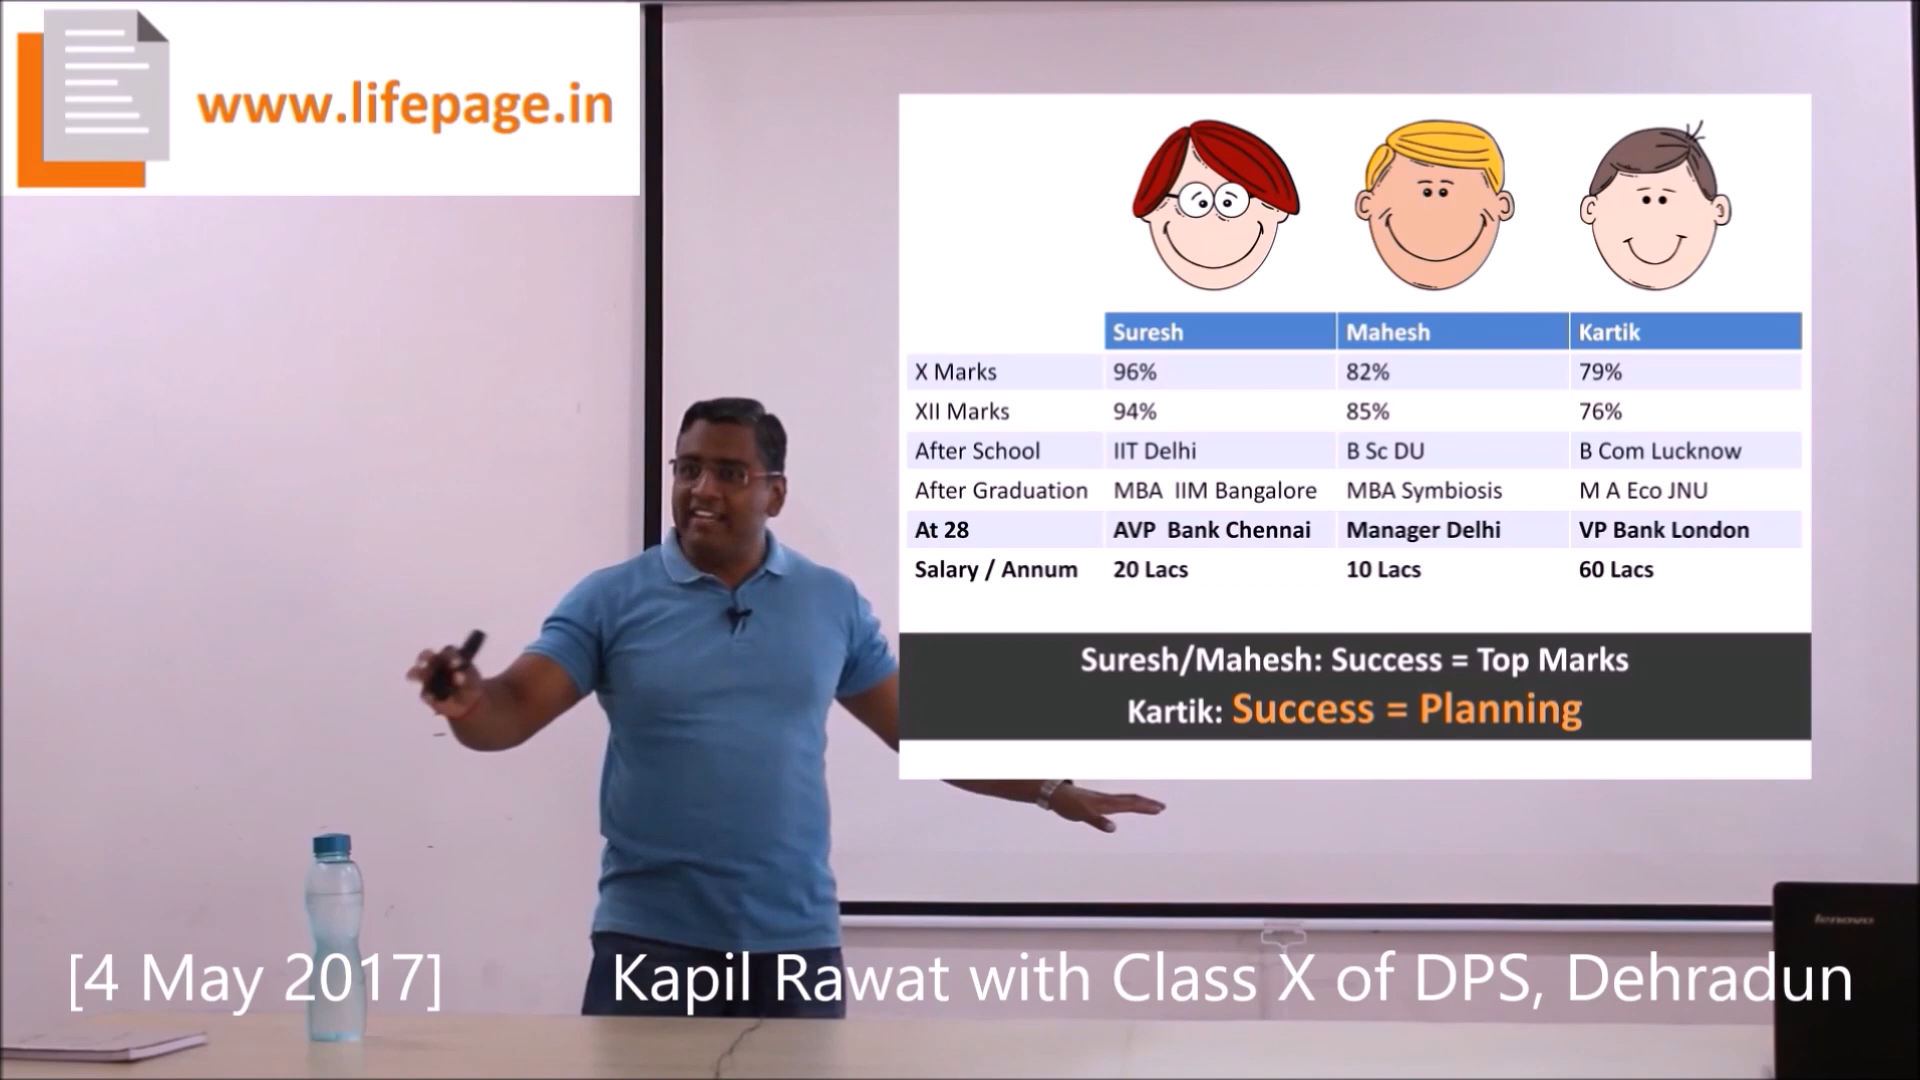 www.lifepage.in
Suresh Mahesh Kartik
X Marks 96% 82% 79%
XII Marks 94% 85% 76%
After School IIT Delhi B Sc DU B Com Lucknow
After Graduation MBA IIM Bangalore MBA Symbiosis M A Eco JNU
At 28 AVP Bank Chennai Manager Delhi VP Bank London
Salary / Annum 20 Lacs 10 Lacs 60 Lacs
Suresh/Mahesh: Success = Top Marks
Kartik: Success = Planning
lenovo
[4 May 2017] Kapil Rawat with Class X of DPS, Dehradun